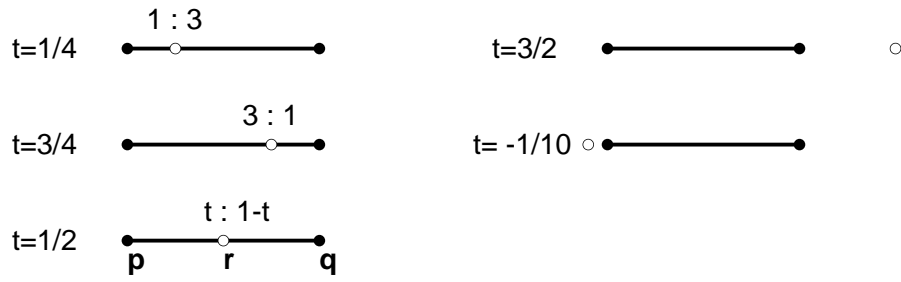 1 : 3
t=1/4
t=3/2
3 : 1
t=3/4
t= -1/10
t : 1-t
t=1/2
p r q